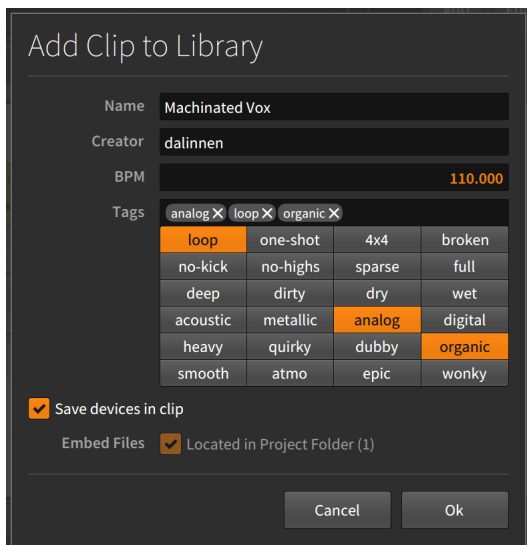 Add Clip to Library
Name Machinated Vox
Creator dalinnen
BPM 110.000
Tags analog loop organic
loop one-shot 4x4 broken
no-kick no-highs sparse full
deep dirty dry wet
acoustic metallic analog digital
heavy quirky dubby organic
smooth atmo epic wonky
Save devices in clip
Embed Files Located in Project Folder (1)
Cancel Ok